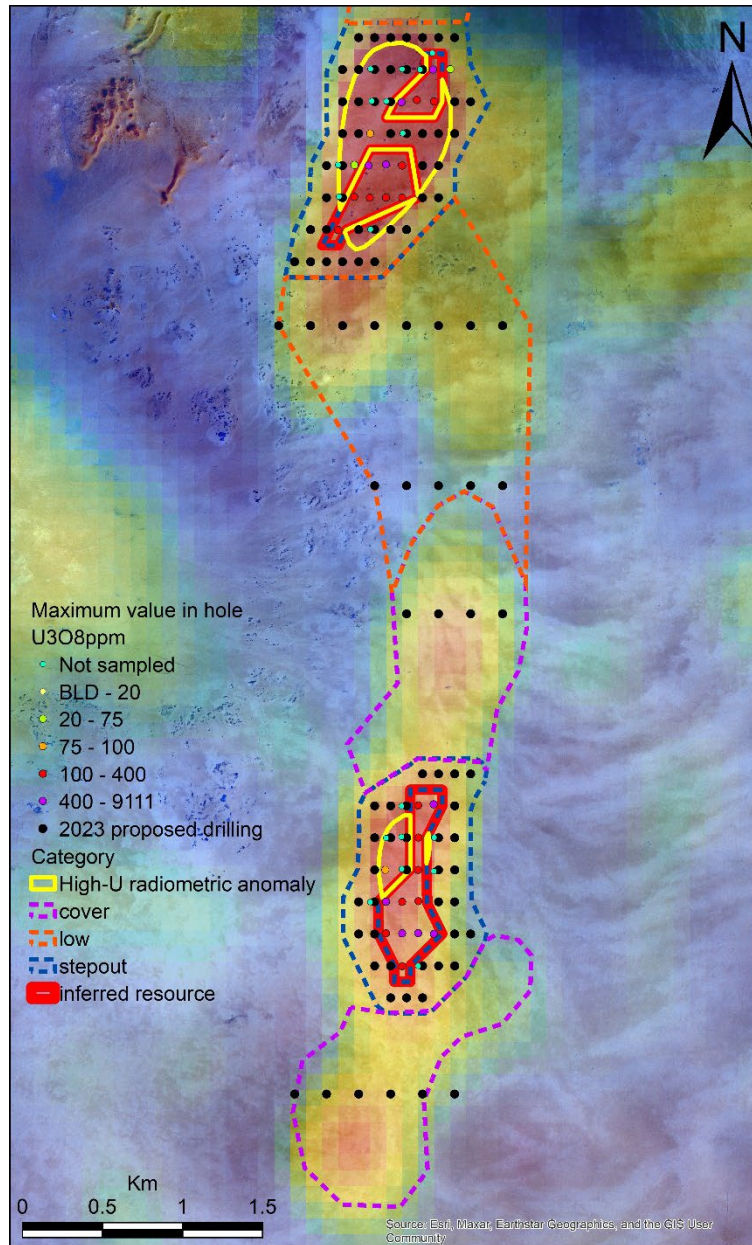 N
Maximum value in hole
U3O8ppm
Not sampled
BLD - 20
20 - 75
75 - 100
100 - 400
400 - 9111
2023 proposed drilling
Category
High-U radiometric anomaly
cover
low
stepout
inferred resource
Km
0 0.5 1 1.5
Source: Esri, Maxar, Earthstar Geographics, and the GIS User
Community